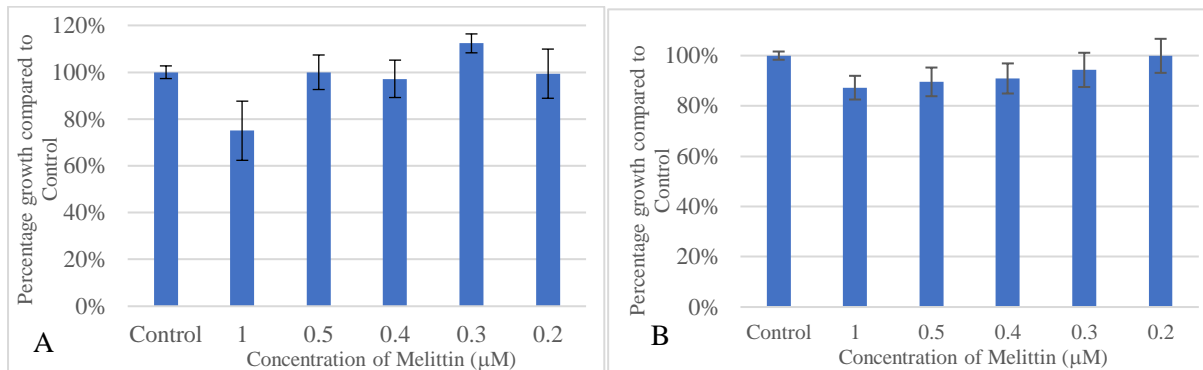 Percentage growth compared to
Control
120%
100%
80%
60%
40%
20%
0%
Control 1 0.5 0.4 0.3 0.2
Concentration of Melittin (μM)
A
Percentage growth compared to
Control
100%
80%
60%
40%
20%
0%
Control 1 0.5 0.4 0.3 0.2
Concentration of Melittin (μM)
B